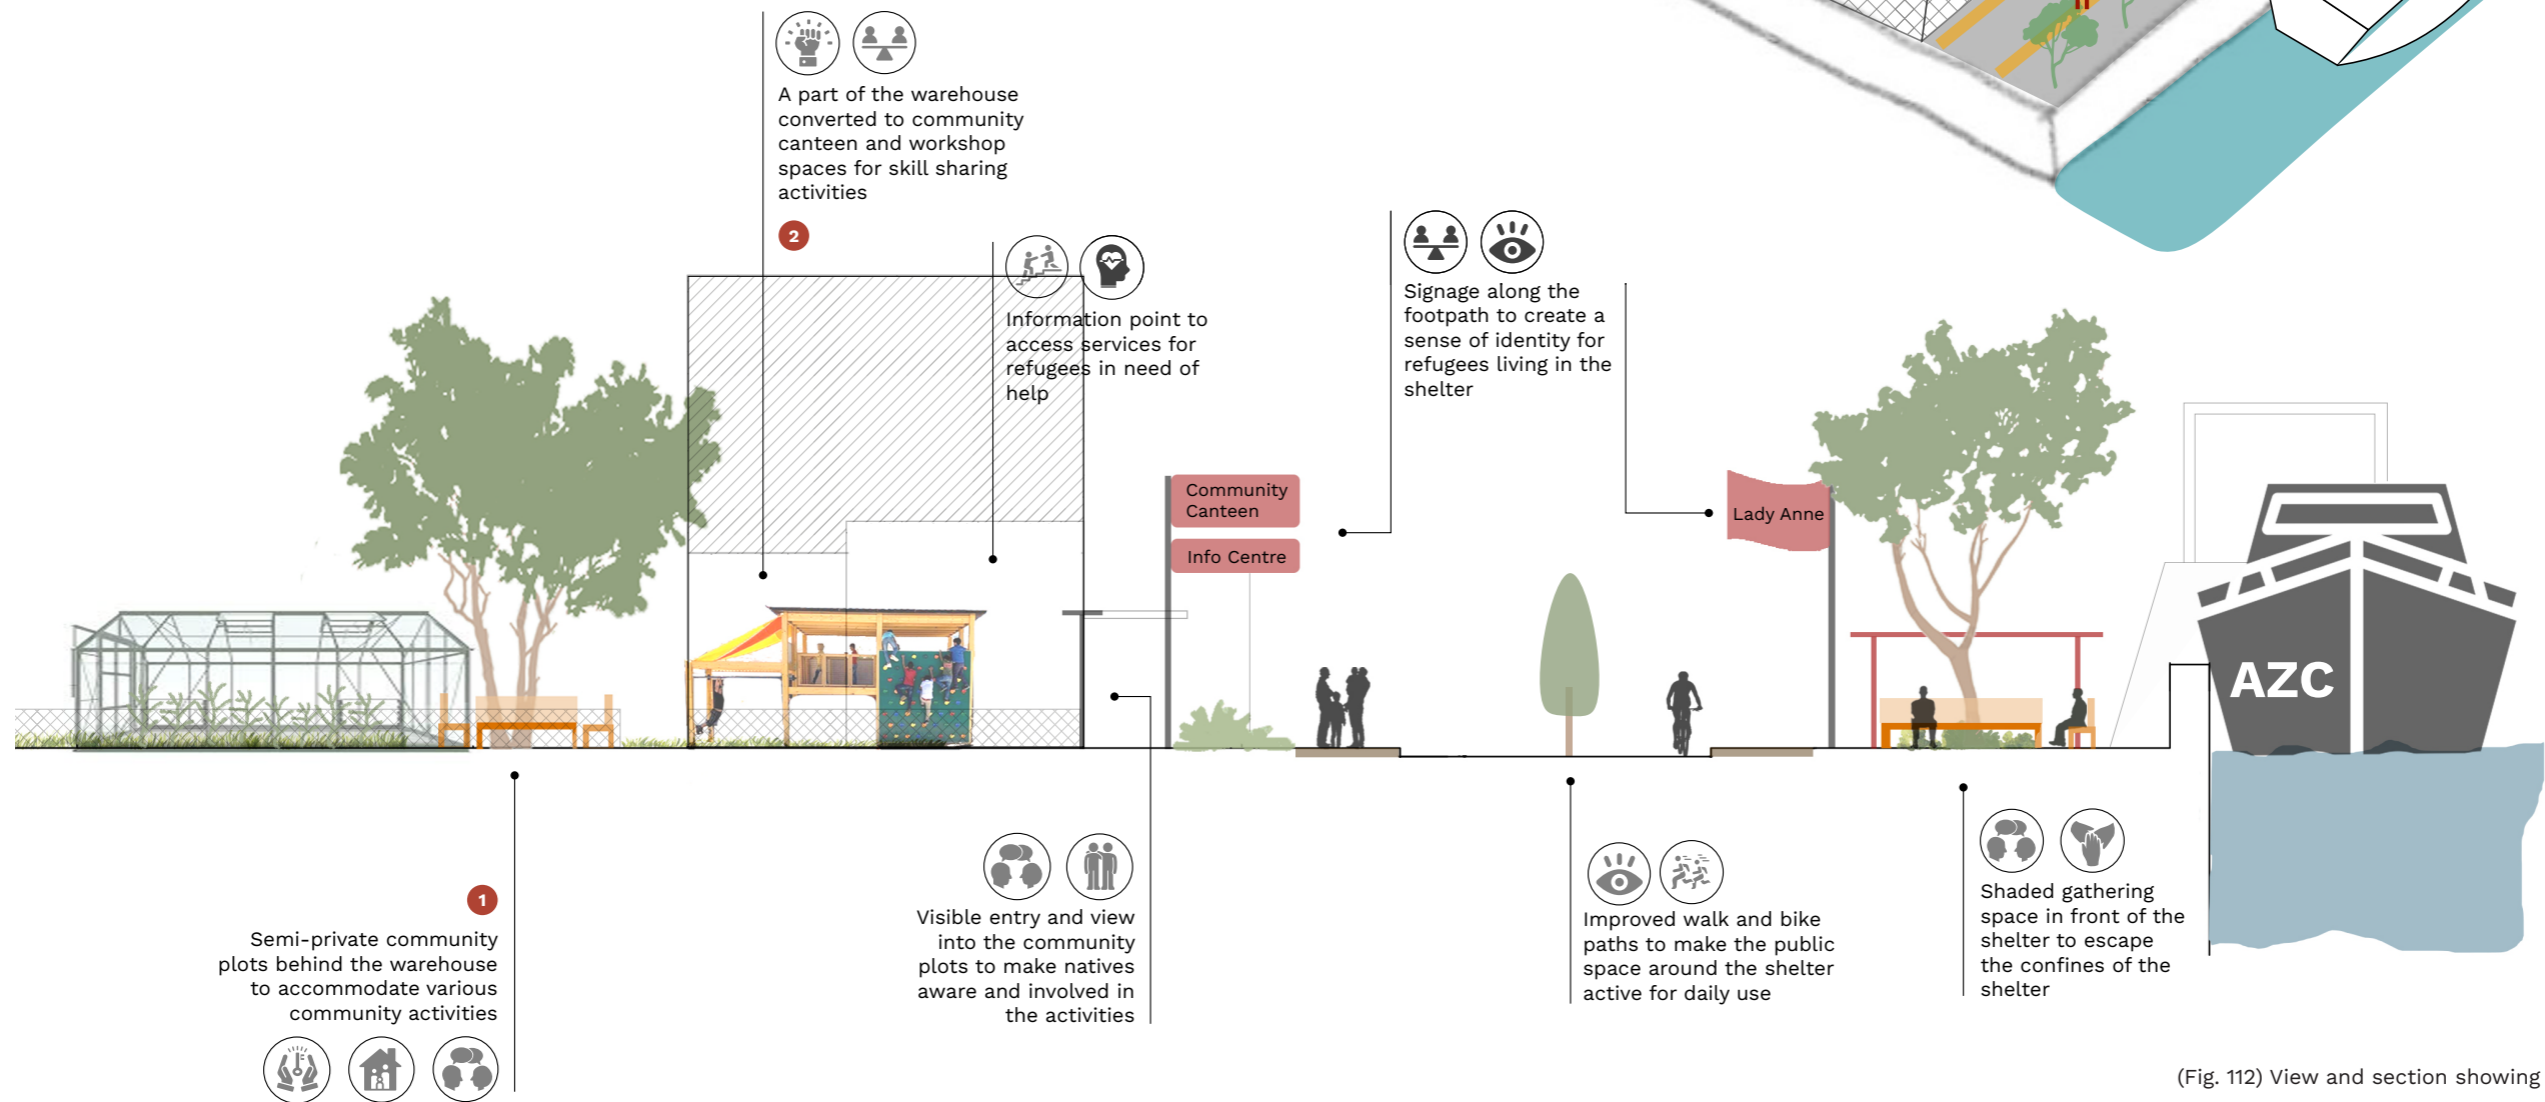 A part of the warehouse
converted to community
canteen and workshop
spaces for skill sharing
activities
2
Information point to
access services for
refugees in need of
help
Signage along the
footpath to create a
sense of identity for
refugees living in the
shelter
Community
Canteen
Info Centre
Lady Anne
AZC
1
Semi-private community
plots behind the warehouse
to accommodate various
community activities
Visible entry and view
into the community
plots to make natives
aware and involved in
the activities
Improved walk and bike
paths to make the public
space around the shelter
active for daily use
Shaded gathering
space in front of the
shelter to escape
the confines of the
shelter
(Fig. 112) View and section showing